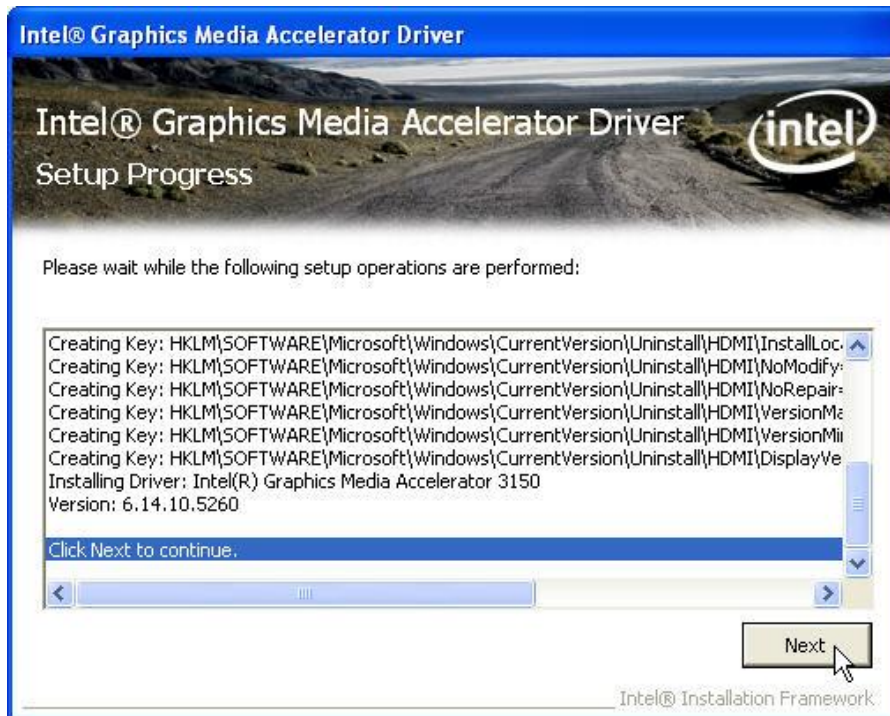 Intel® Graphics Media Accelerator Driver
Intel® Graphics Media Accelerator Driver
intel
Setup Progress
Please wait while the following setup operations are performed:
Creating Key: HKLM\SOFTWARE\Microsoft\Windows\CurrentVersion\Uninstall\HDMI\InstallLoc
Creating Key: HKLM\SOFTWARE\Microsoft\Windows\CurrentVersion\Uninstall\HDMI\NoModify=
Creating Key: HKLM\SOFTWARE\Microsoft\Windows\CurrentVersion\Uninstall\HDMI\NoRepair=
Creating Key: HKLM\SOFTWARE\Microsoft\Windows\CurrentVersion\Uninstall\HDMI\VersionMa
Creating Key: HKLM\SOFTWARE\Microsoft\Windows\CurrentVersion\Uninstall\HDMI\VersionMi
Creating Key: HKLM\SOFTWARE\Microsoft\Windows\CurrentVersion\Uninstall\HDMI\DisplayVe
Installing Driver: Intel(R) Graphics Media Accelerator 3150
Version: 6.14.10.5260
Click Next to continue.
Next
Intel® Installation Framework